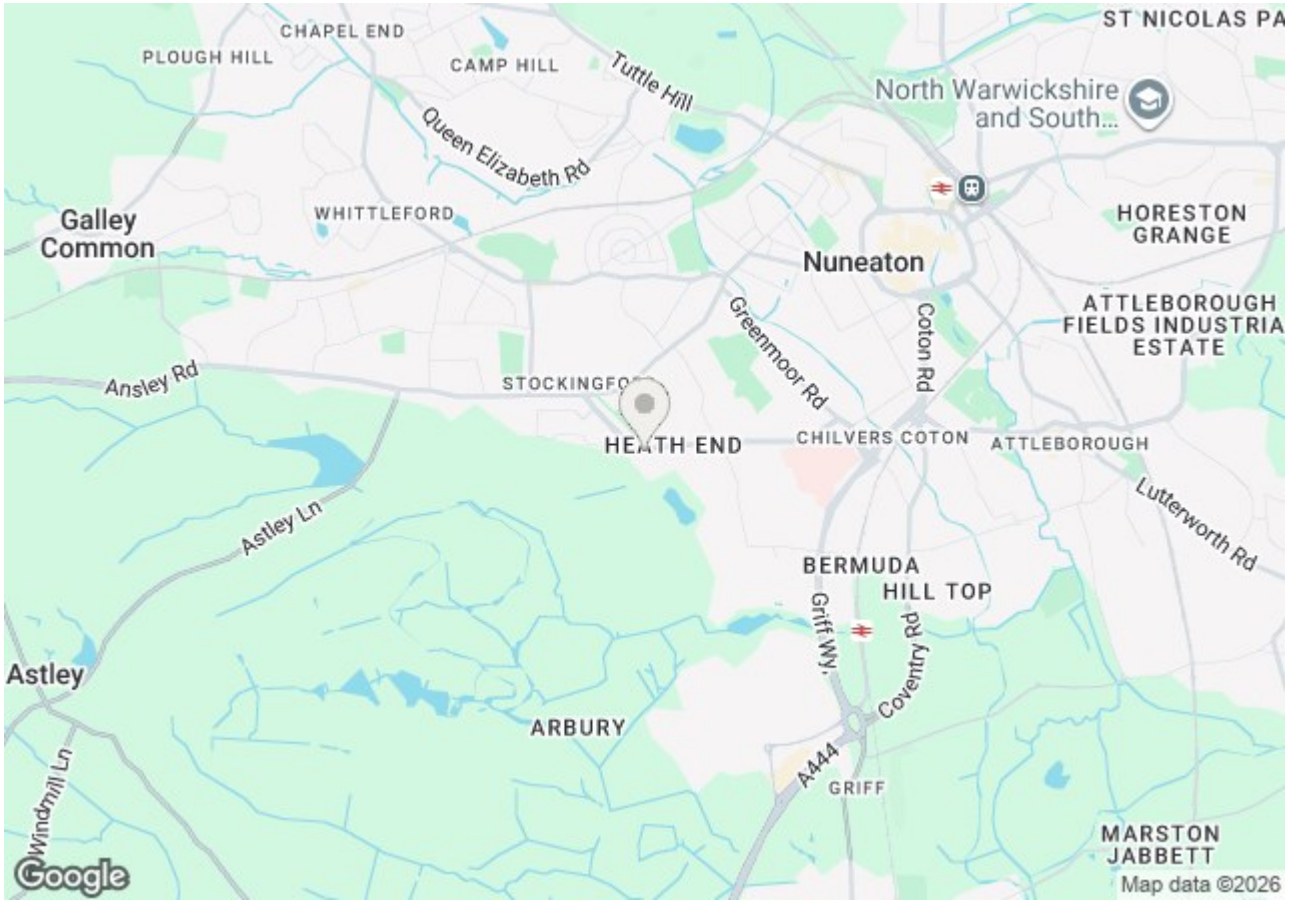 ST NICOLAS PA
CHAPEL END
PLOUGH HILL
CAMP HILL
Tuttle Hill
North Warwickshire
and South...
Queen Elizabeth Rd
Galley
Common
WHITTLEFORD
HORESTON
GRANGE
Nuneaton
ATTLEBOROUGH
FIELDS INDUSTRIA
ESTATE
Greenmoor Rd
Coton Rd
Ansley Rd
STOCKINGFO
HEATH END
CHILVERS COTON
ATTLEBOROUGH
Lutterworth Rd
Astley Ln
BERMUDA
HILL TOP
Griff Wy.
Coventry Rd
Astley
ARBURY
A444
GRIFF
Windmill Ln
MARSTON
JABBETT
Google
Map data ©2026